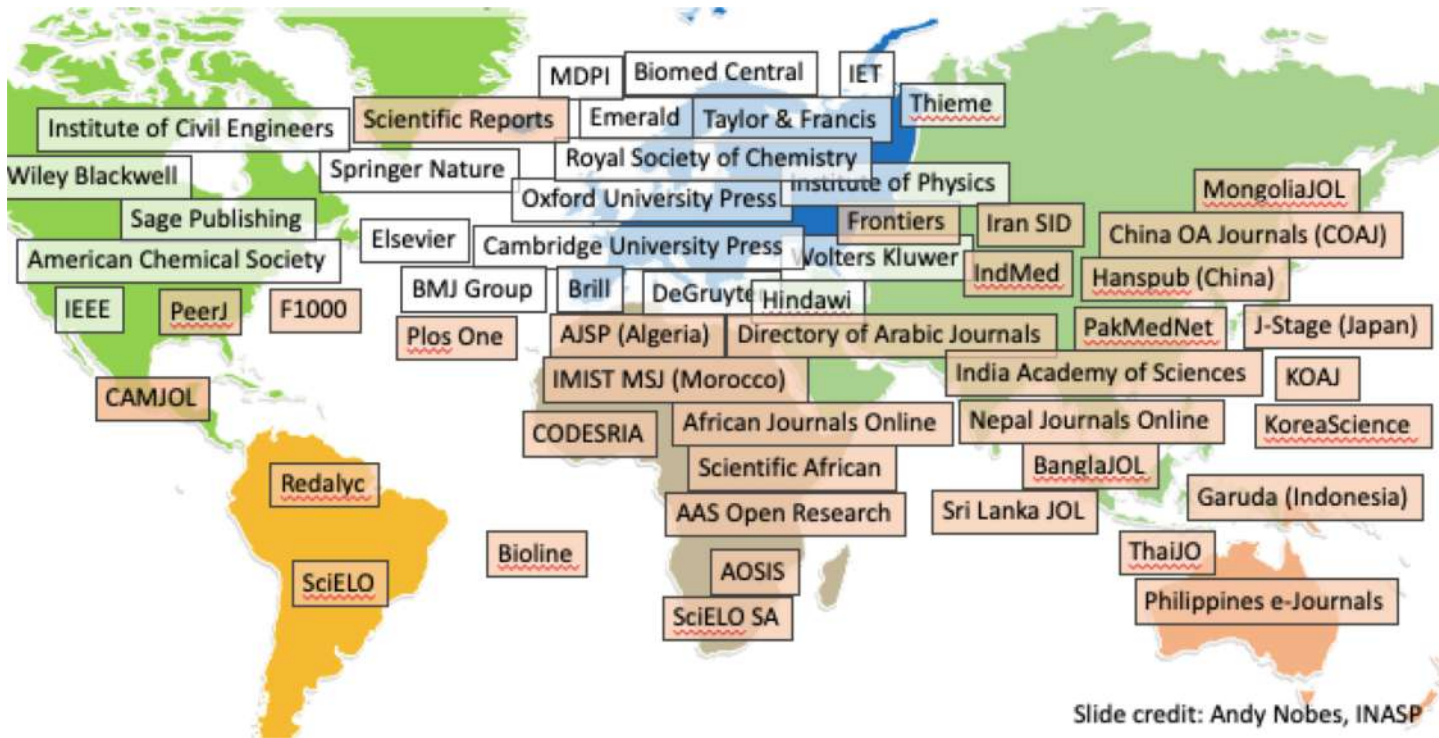 MDPI
Biomed Central
IET
Thieme
Institute of Civil Engineers
Scientific Reports
Emerald
Taylor & Francis
Wiley Blackwell
Springer Nature
Royal Society of Chemistry
Institute of Physics
MongoliaJOL
Sage Publishing
Oxford University Press
Frontiers
Iran SID
China OA Journals (COAJ)
Elsevier
Cambridge University Press
Wolters Kluwer
American Chemical Society
IndMed
Hanspub (China)
BMJ Group
Brill
DeGruyte
Hindawi
IEEE
PeerJ
F1000
Plos One
AJSP (Algeria)
Directory of Arabic Journals
PakMedNet
J-Stage (Japan)
IMIST MSJ (Morocco)
India Academy of Sciences
KOAJ
CAMJOL
CODESRIA
African Journals Online
Nepal Journals Online
KoreaScience
Redalyc
Scientific African
BanglaJOL
Garuda (Indonesia)
AAS Open Research
Sri Lanka JOL
Bioline
ThaiJO
SciELO
AOSIS
Philippines e-Journals
SciELO SA
Slide credit: Andy Nobes, INASP